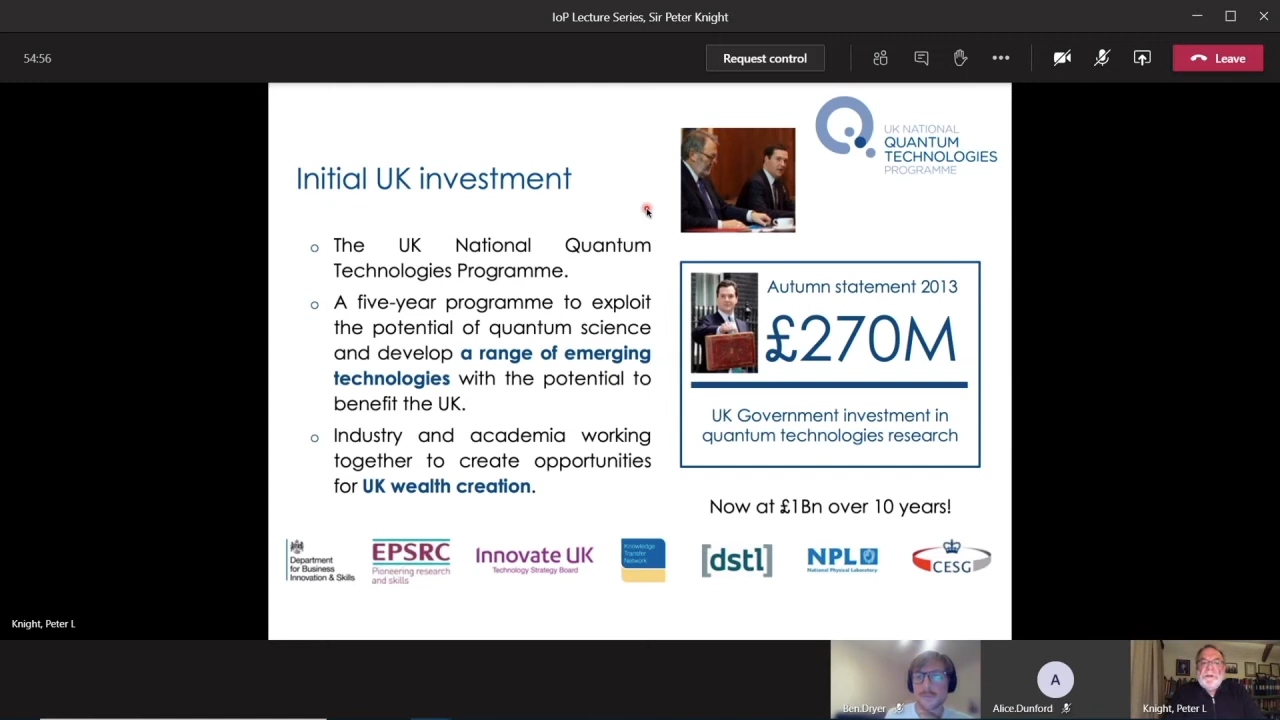 IoP Lecture Series, Sir Peter Knight
54:56
Request control
Leave
UK NATIONAL
QUANTUM
TECHNOLOGIES
PROGRAMME
Initial UK investment
The UK National Quantum
Technologies Programme.
A five-year programme to exploit
the potential of quantum science
and develop a range of emerging
technologies with the potential to
benefit the UK.
Industry and academia working
together to create opportunities
for UK wealth creation.
Autumn statement 2013
£270M
UK Government investment in
quantum technologies research
Now at £1Bn over 10 years!
Department
for Business
Innovation & Skills
EPSRC
Pioneering research
and skills
Innovate UK
Technology Strategy Board
Knowledge
Transfer
Network
[dstl]
NPL
National Physical Laboratory
CESG
Knight, Peter L
Ben.Dryer
A
Alice.Dunford
Knight, Peter L